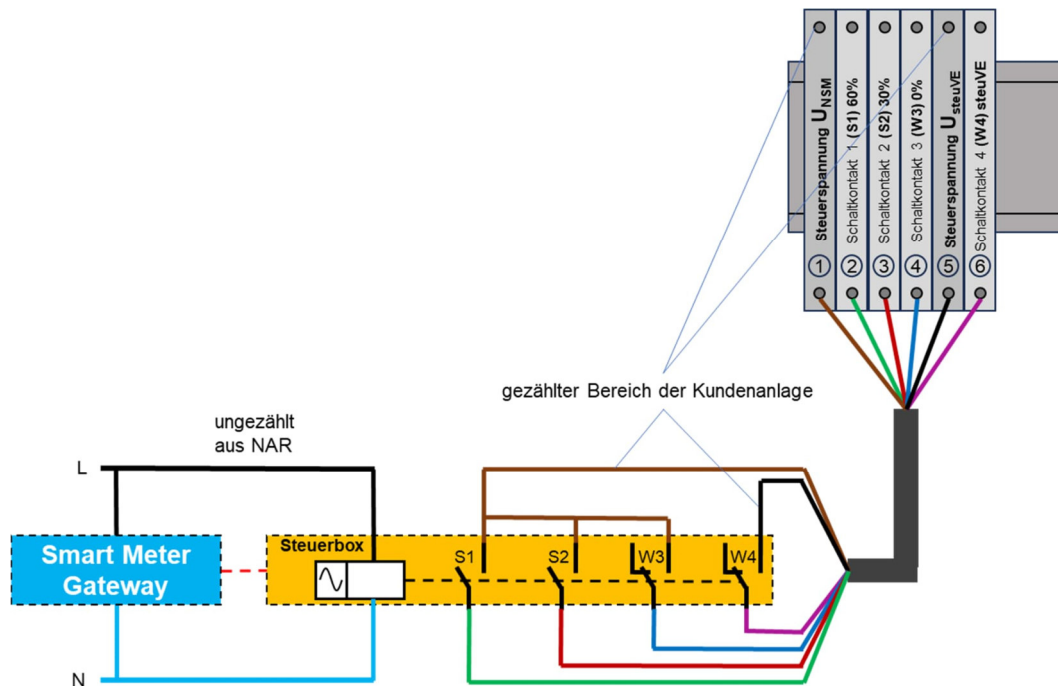 Steuerspannung U_NSM
Schaltkontakt 1 (S1) 60%
Schaltkontakt 2 (S2) 30%
Schaltkontakt 3 (W3) 0%
Steuerspannung U_steuVE
Schaltkontakt 4 (W4) steuVE
1 2 3 4 5 6
gezählter Bereich der Kundenanlage
ungezählt
aus NAR
L
Steuerbox
S1 S2 W3 W4
Smart Meter
Gateway
N